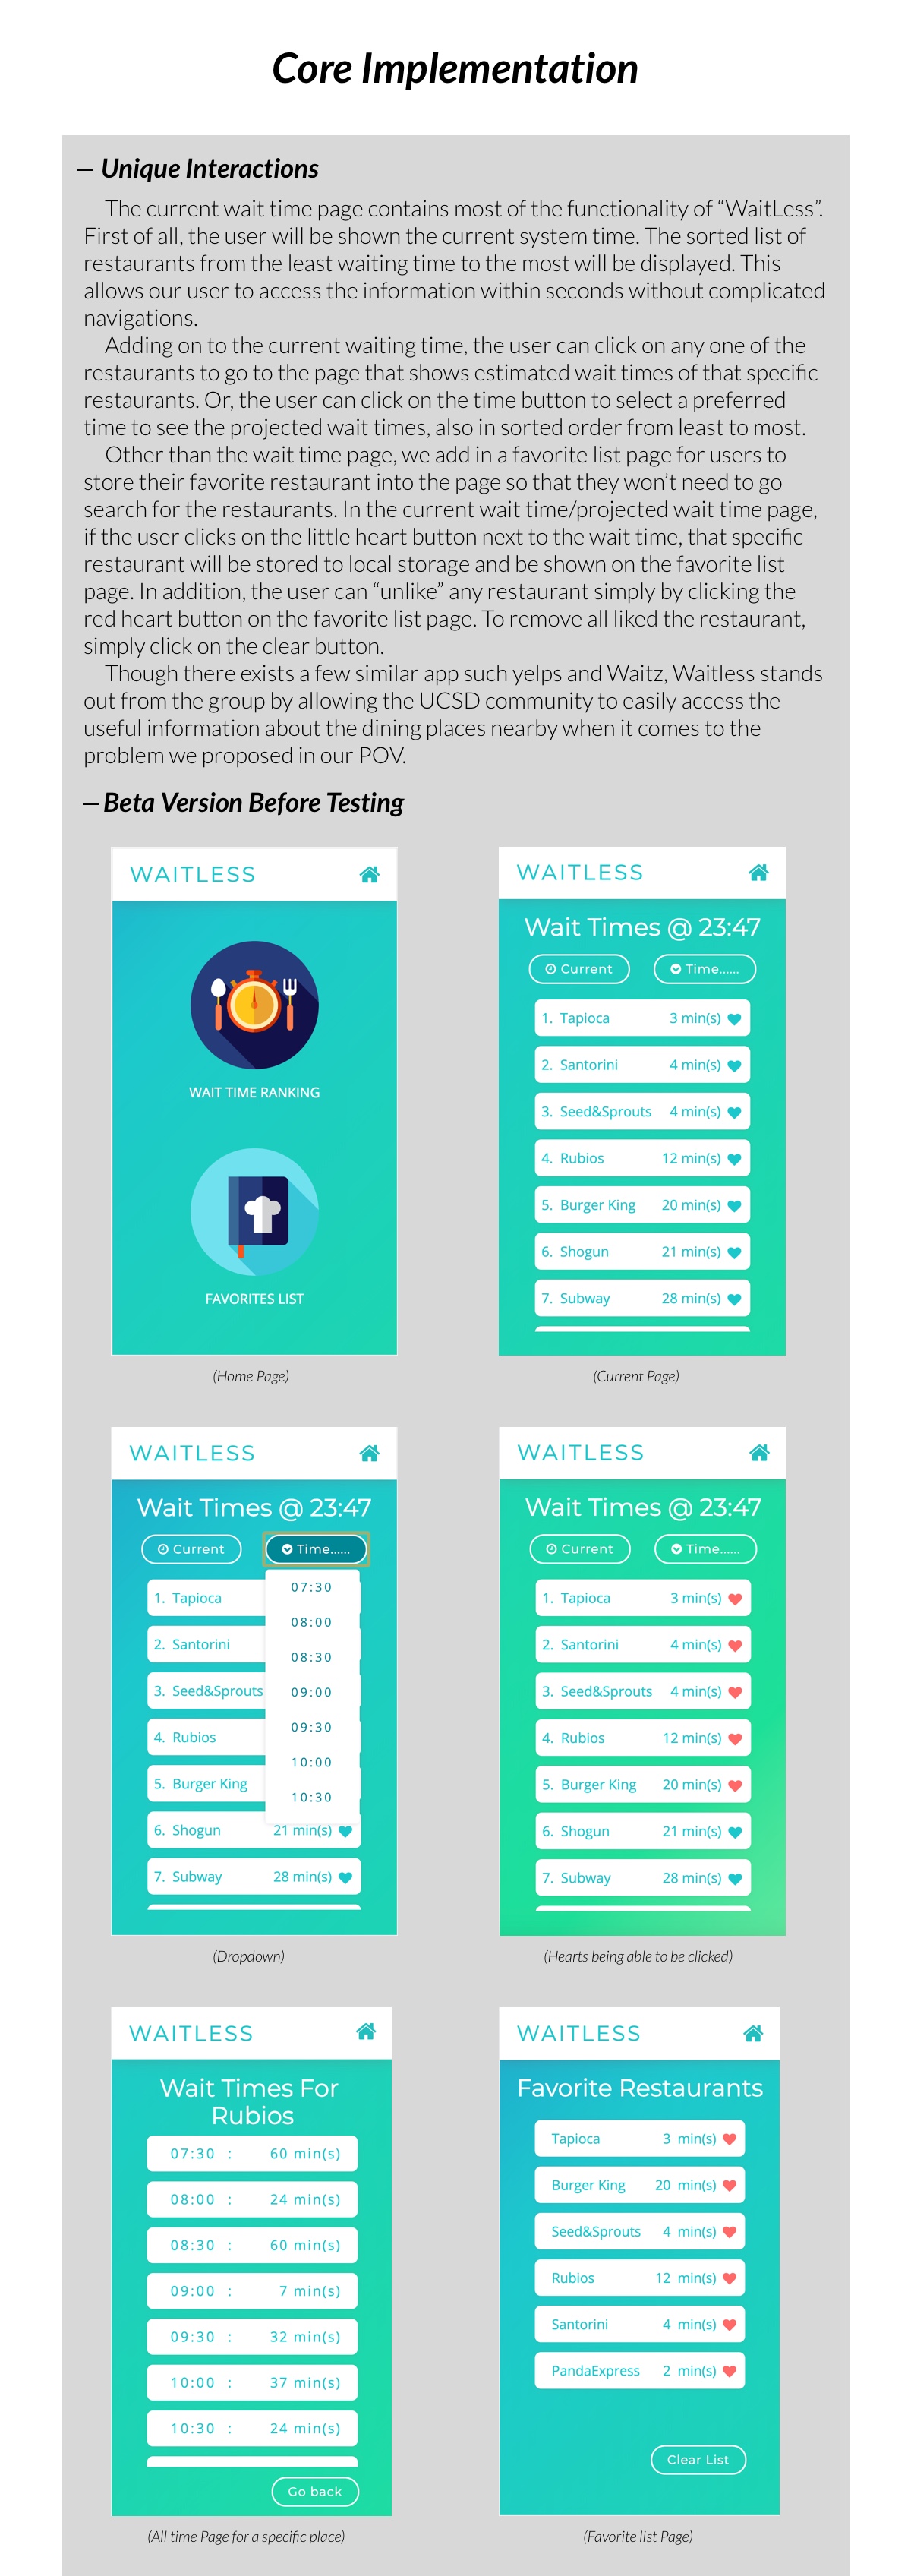 Core Implementation
— Unique Interactions
The current wait time page contains most of the functionality of “WaitLess”.
First of all, the user will be shown the current system time. The sorted list of
restaurants from the least waiting time to the most will be displayed. This
allows our user to access the information within seconds without complicated
navigations.
Adding on to the current waiting time, the user can click on any one of the
restaurants to go to the page that shows estimated wait times of that specific
restaurants. Or, the user can click on the time button to select a preferred
time to see the projected wait times, also in sorted order from least to most.
Other than the wait time page, we add in a favorite list page for users to
store their favorite restaurant into the page so that they won’t need to go
search for the restaurants. In the current wait time/projected wait time page,
if the user clicks on the little heart button next to the wait time, that specific
restaurant will be stored to local storage and be shown on the favorite list
page. In addition, the user can “unlike” any restaurant simply by clicking the
red heart button on the favorite list page. To remove all liked the restaurant,
simply click on the clear button.
Though there exists a few similar app such yelps and Waitz, Waitless stands
out from the group by allowing the UCSD community to easily access the
useful information about the dining places nearby when it comes to the
problem we proposed in our POV.
— Beta Version Before Testing
WAITLESS
WAIT TIME RANKING
FAVORITES LIST
(Home Page)
WAITLESS
Wait Times @ 23:47
Current Time......
1. Tapioca 3 min(s)
2. Santorini 4 min(s)
3. Seed&Sprouts 4 min(s)
4. Rubios 12 min(s)
5. Burger King 20 min(s)
6. Shogun 21 min(s)
7. Subway 28 min(s)
(Current Page)
WAITLESS
Wait Times @ 23:47
Current Time......
07:30
1. Tapioca
08:00
2. Santorini
08:30
3. Seed&Sprouts
09:00
09:30
4. Rubios
10:00
5. Burger King
10:30
6. Shogun 21 min(s)
7. Subway 28 min(s)
(Dropdown)
WAITLESS
Wait Times @ 23:47
Current Time......
1. Tapioca 3 min(s)
2. Santorini 4 min(s)
3. Seed&Sprouts 4 min(s)
4. Rubios 12 min(s)
5. Burger King 20 min(s)
6. Shogun 21 min(s)
7. Subway 28 min(s)
(Hearts being able to be clicked)
WAITLESS
Wait Times For
Rubios
07:30 : 60 min(s)
08:00 : 24 min(s)
08:30 : 60 min(s)
09:00 : 7 min(s)
09:30 : 32 min(s)
10:00 : 37 min(s)
10:30 : 24 min(s)
Go back
(All time Page for a specific place)
WAITLESS
Favorite Restaurants
Tapioca 3 min(s)
Burger King 20 min(s)
Seed&Sprouts 4 min(s)
Rubios 12 min(s)
Santorini 4 min(s)
PandaExpress 2 min(s)
Clear List
(Favorite list Page)